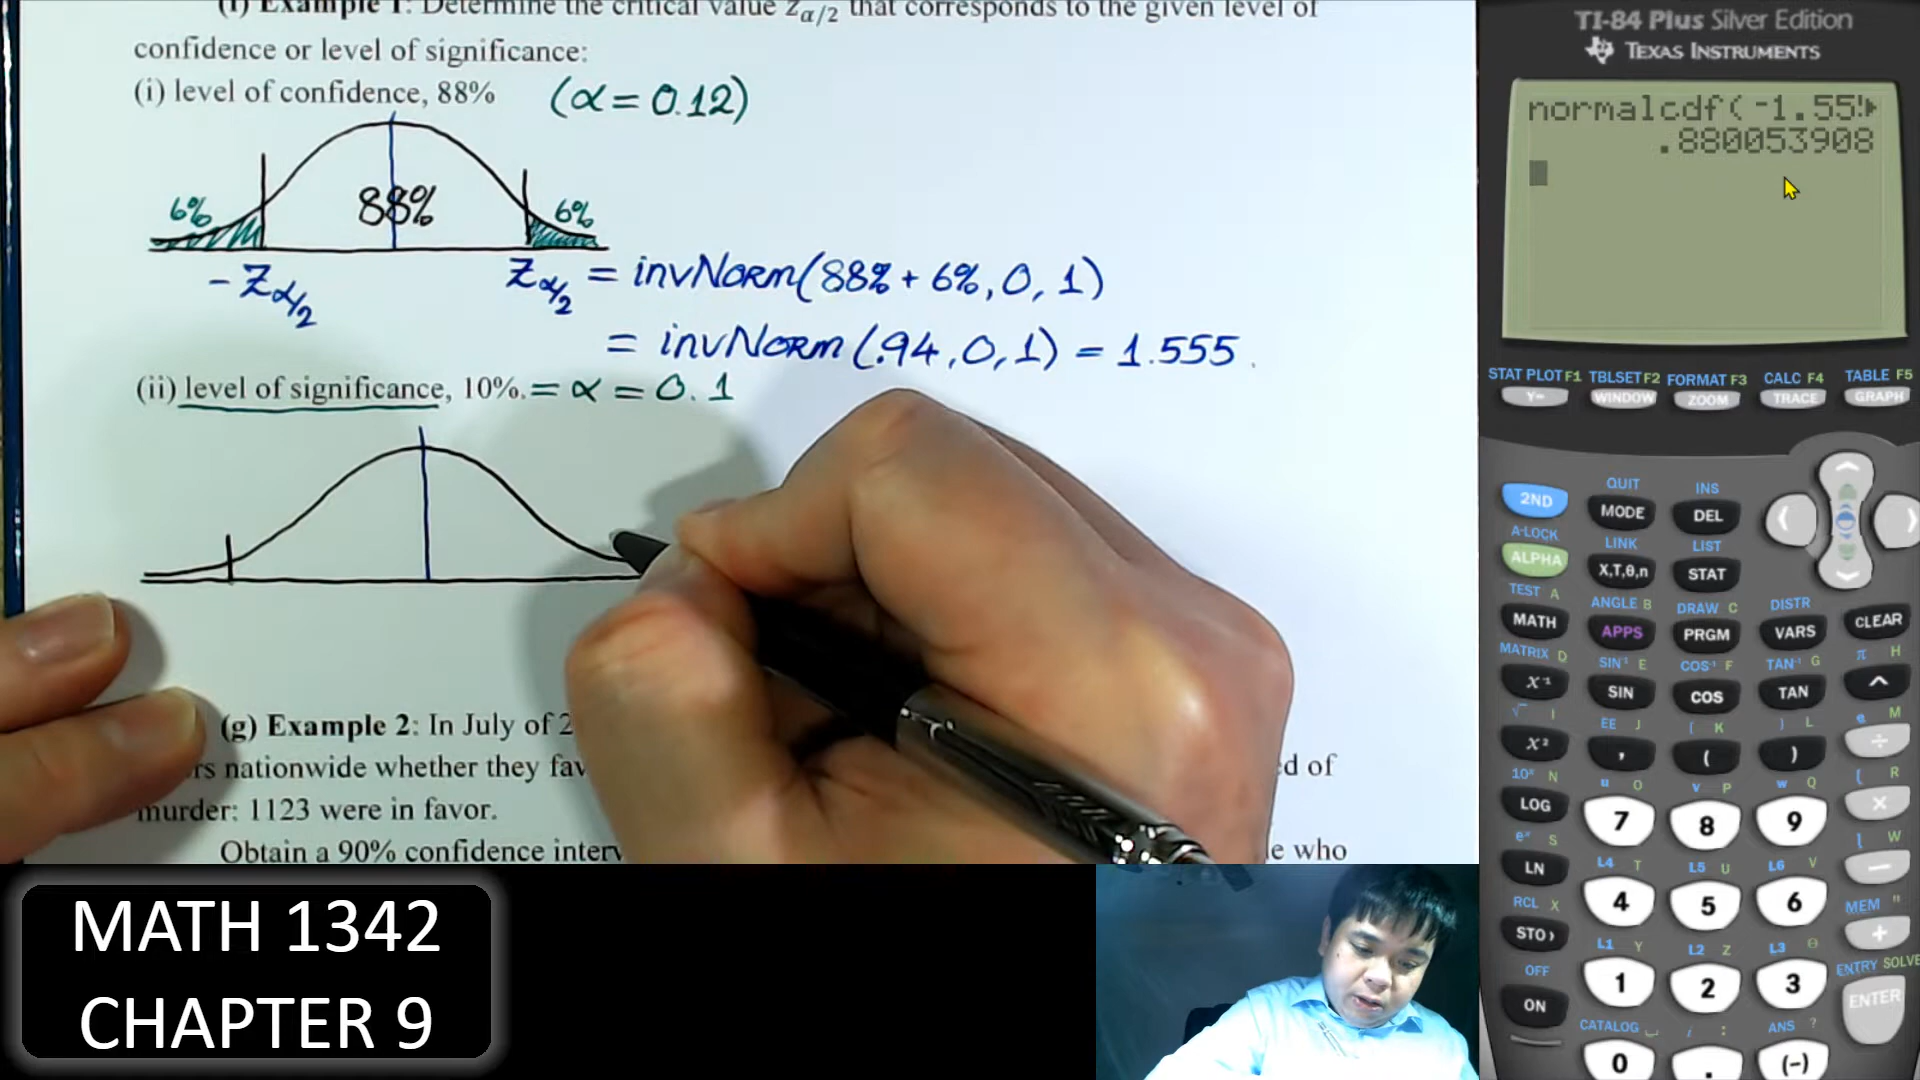 (f) Example 1: Determine the critical value zα/2 that corresponds to the given level of
confidence or level of significance:
(i) level of confidence, 88% (α = 0.12)
6% 88% 6%
-Zα/2 Zα/2 = invNorm(88% + 6%, 0, 1)
= invNorm (.94, 0, 1) = 1.555.
(ii) level of significance, 10%. = α = 0.1
(g) Example 2: In July of 2
nationwide whether they
d of
murder: 1123 were in favor.
Obtain a 90% confidence
who
MATH 1342
CHAPTER 9
TI-84 Plus Silver Edition
TEXAS INSTRUMENTS
normalcdf(-1.55
.880053908
STAT PLOT F1 TBLSET F2 FORMAT F3 CALC F4 TABLE F5
Y= WINDOW ZOOM TRACE GRAPH
QUIT INS
2ND MODE DEL
A-LOCK LINK LIST
ALPHA X,T,θ,n STAT
TEST A ANGLE B DRAW C DISTR
MATH APPS PRGM VARS CLEAR
MATRIX D SIN⁻¹ E COS⁻¹ F TAN⁻¹ G π H
X⁻¹ SIN COS TAN ^
√ I EE J { K } L e M
X² , ( ) ÷
10ˣ N u O v P w Q [ R
LOG 7 8 9 ×
eˣ S L4 T L5 U L6 V ] W
LN 4 5 6 −
RCL X L1 Y L2 Z L3 θ MEM "
STO› 1 2 3 +
OFF CATALOG ⎵ i : ANS ? ENTRY SOLVE
ON 0 . (-) ENTER